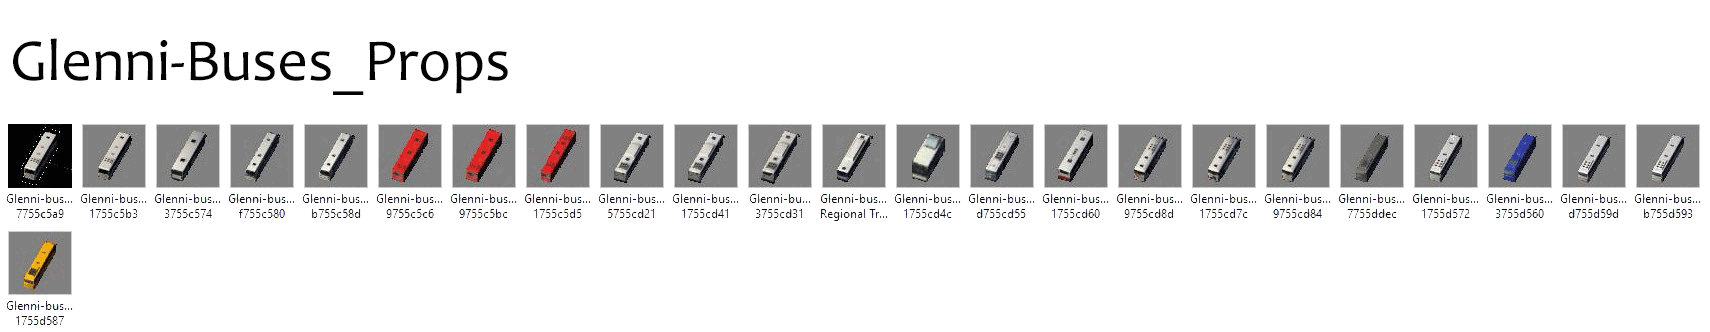 Glenni-Buses_Props
Glenni-bus... Glenni-bus... Glenni-bus... Glenni-bus... Glenni-bus... Glenni-bus... Glenni-bus... Glenni-bus... Glenni-bus... Glenni-bus... Glenni-bus... Glenni-bus... Glenni-bus... Glenni-bus... Glenni-bus... Glenni-bus... Glenni-bus... Glenni-bus... Glenni-bus... Glenni-bus... Glenni-bus... Glenni-bus... Glenni-bus...
7755c5a9 1755c5b3 3755c574 f755c580 b755c58d 9755c5c6 9755c5bc 1755c5d5 5755cd21 1755cd41 3755cd31 Regional Tr... 1755cd4c d755cd55 1755cd60 9755cd8d 1755cd7c 9755cd84 7755ddec 1755d572 3755d560 d755d59d b755d593
Glenni-bus...
1755d587